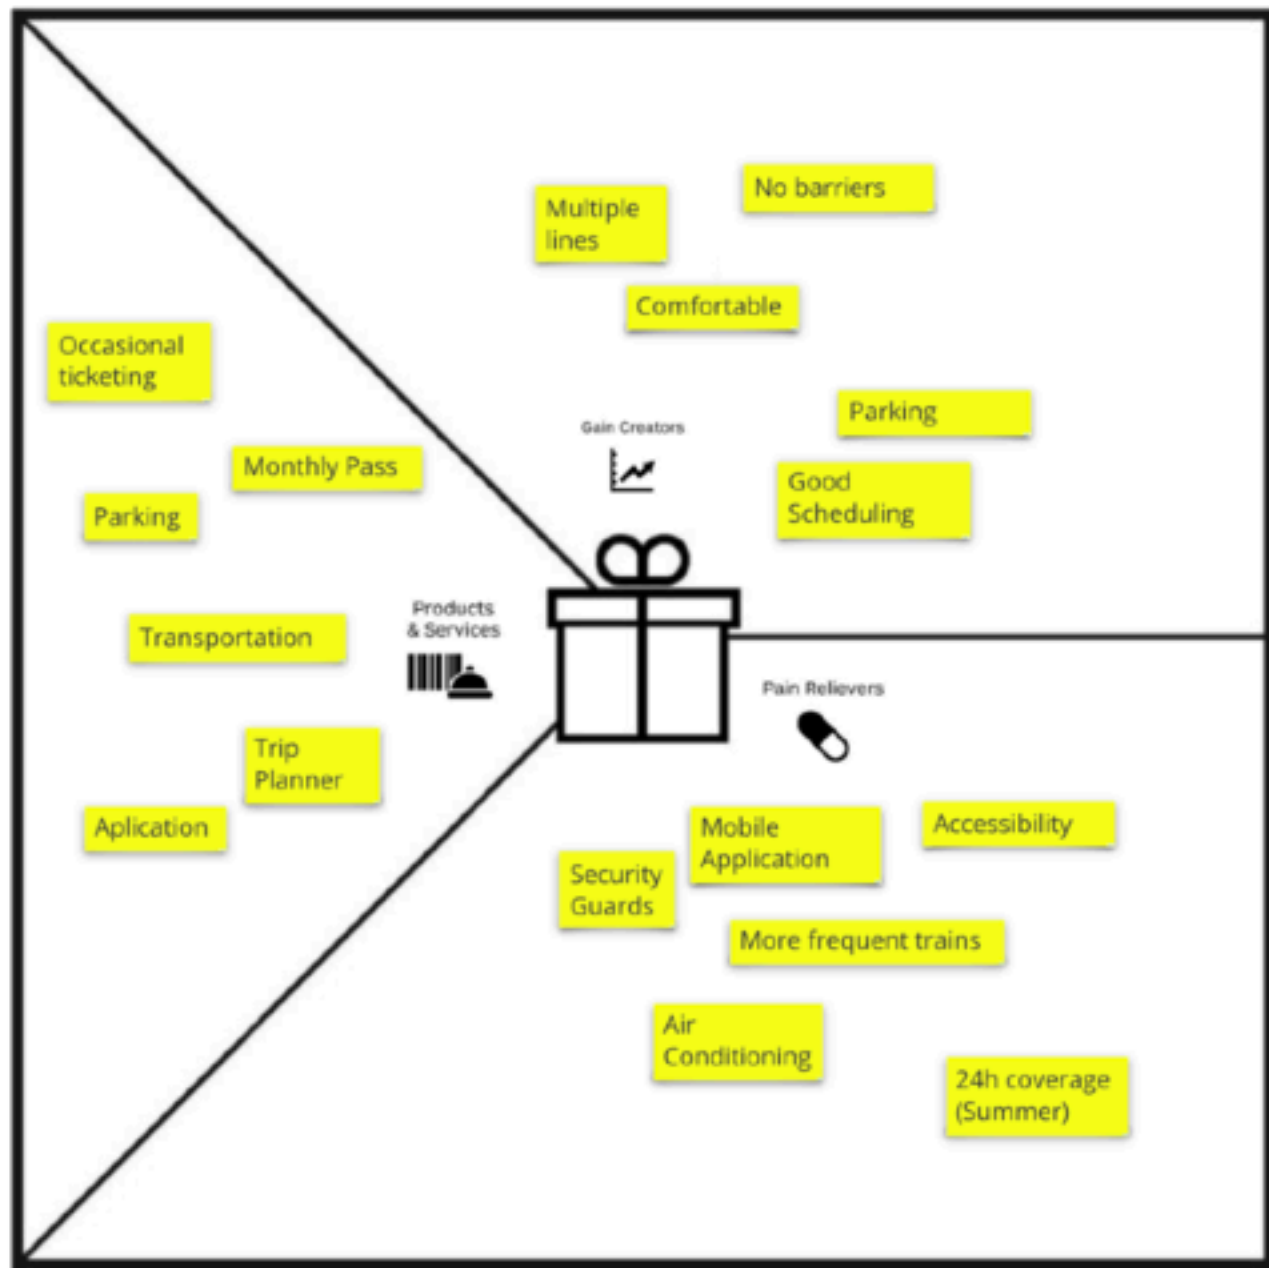 Multiple
lines
No barriers
Comfortable
Parking
Good
Scheduling
Gain Creators
Occasional
ticketing
Monthly Pass
Parking
Transportation
Products
& Services
Trip
Planner
Aplication
Pain Relievers
Mobile
Application
Accessibility
Security
Guards
More frequent trains
Air
Conditioning
24h coverage
(Summer)